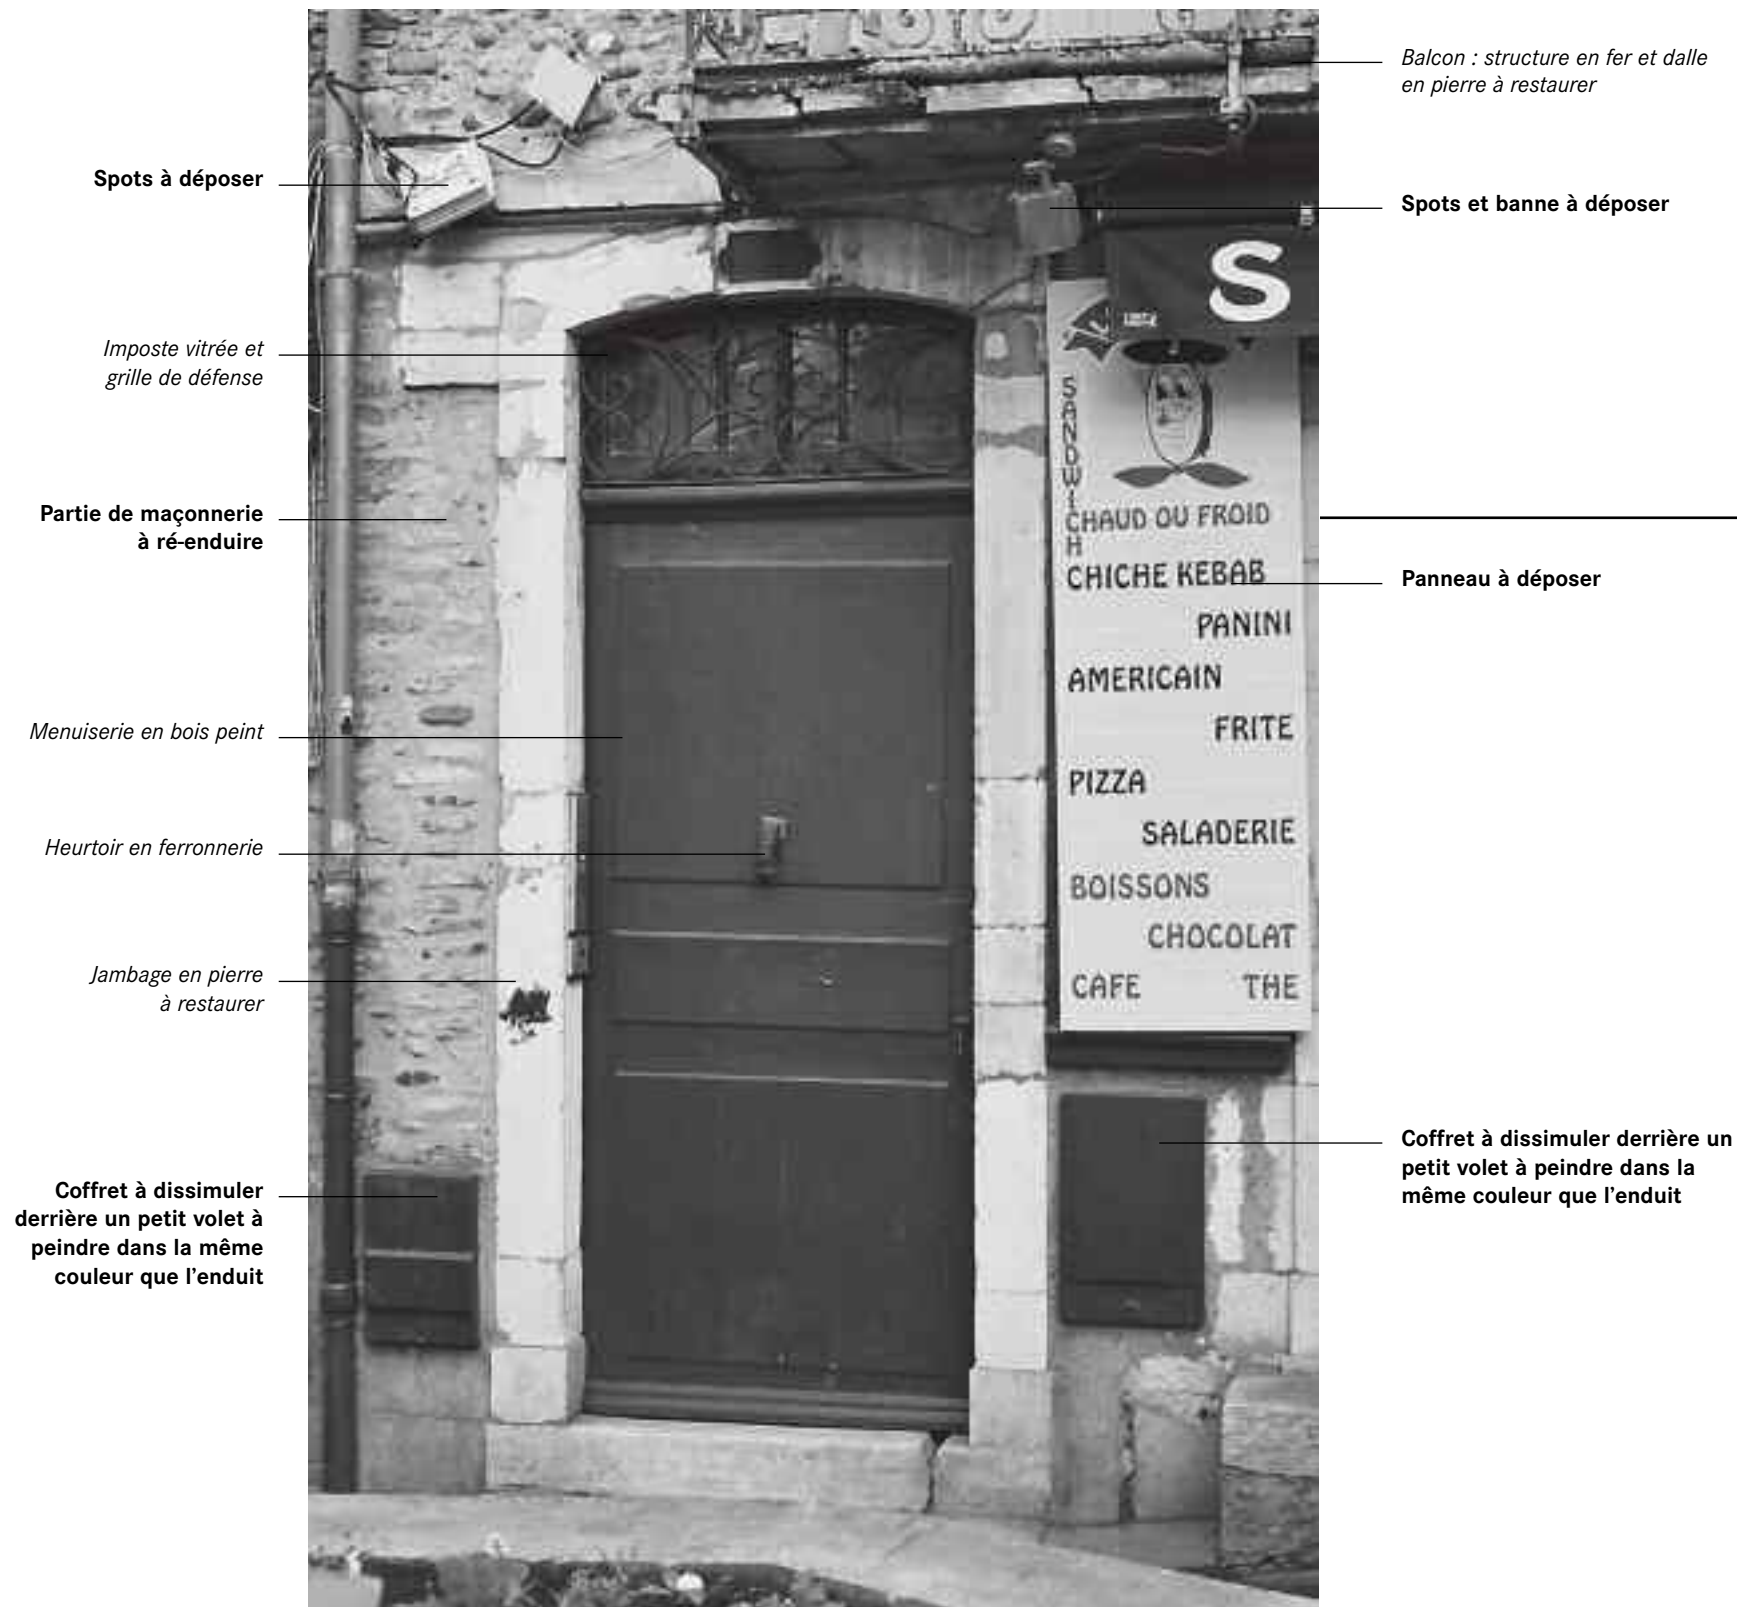 Balcon : structure en fer et dalle
en pierre à restaurer
Spots à déposer
Spots et banne à déposer
S
Imposte vitrée et
grille de défense
SANDWICH
CHAUD OU FROID
Partie de maçonnerie
à ré-enduire
CHICHE KEBAB
Panneau à déposer
PANINI
AMERICAIN
FRITE
Menuiserie en bois peint
PIZZA
SALADERIE
Heurtoir en ferronnerie
BOISSONS
CHOCOLAT
Jambage en pierre
à restaurer
CAFE THE
Coffret à dissimuler derrière un
petit volet à peindre dans la
même couleur que l'enduit
Coffret à dissimuler
derrière un petit volet à
peindre dans la même
couleur que l'enduit